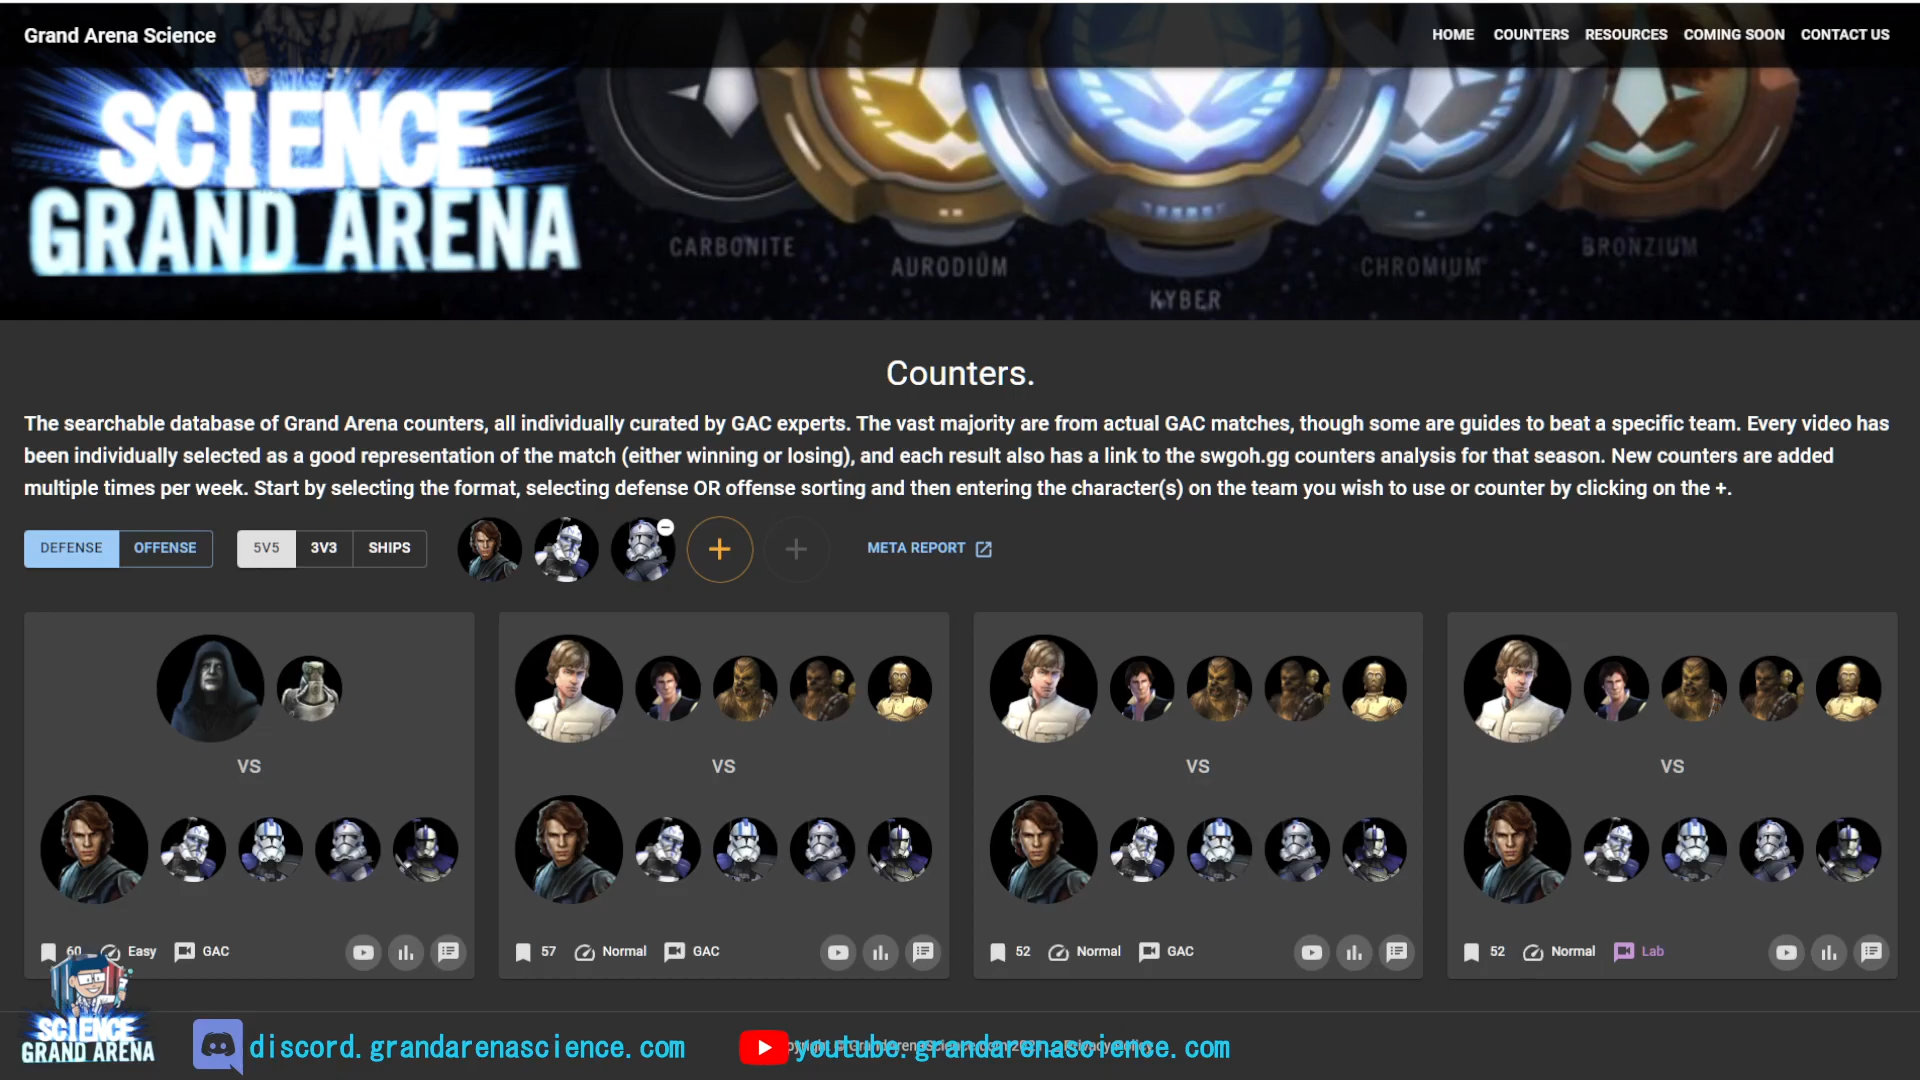 Grand Arena Science
HOME COUNTERS RESOURCES COMING SOON CONTACT US
SCIENCE
GRAND ARENA
CARBONITE
AURODIUM
KYBER
CHROMIUM
BRONZIUM
Counters.
The searchable database of Grand Arena counters, all individually curated by GAC experts. The vast majority are from actual GAC matches, though some are guides to beat a specific team. Every video has
been individually selected as a good representation of the match (either winning or losing), and each result also has a link to the swgoh.gg counters analysis for that season. New counters are added
multiple times per week. Start by selecting the format, selecting defense OR offense sorting and then entering the character(s) on the team you wish to use or counter by clicking on the +.
DEFENSE OFFENSE 5V5 3V3 SHIPS META REPORT
VS VS VS VS
60 Easy GAC
57 Normal GAC
52 Normal GAC
52 Normal Lab
SCIENCE
GRAND ARENA
discord.grandarenascience.com
youtube.grandarenascience.com